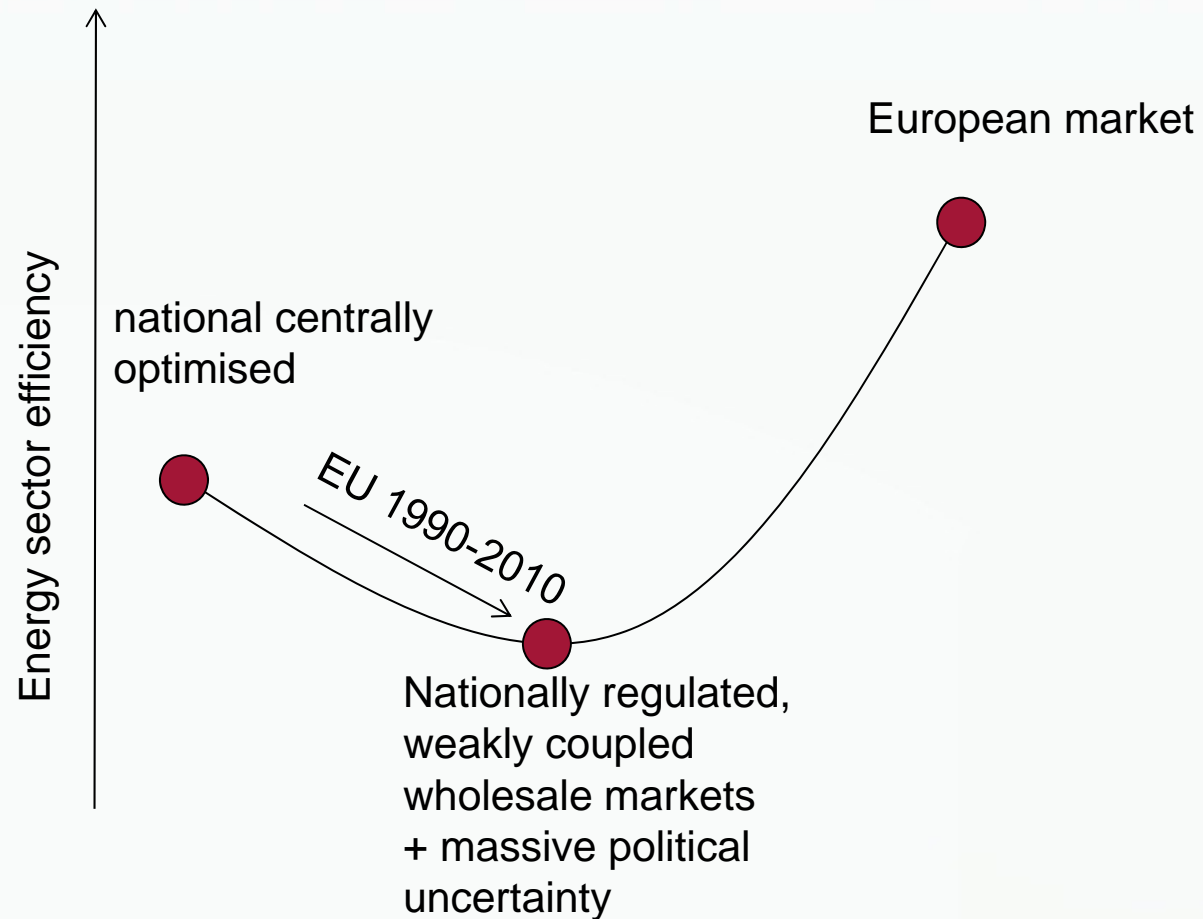 European market
Energy sector efficiency
national centrally
optimised
EU 1990-2010
Nationally regulated,
weakly coupled
wholesale markets
+ massive political
uncertainty